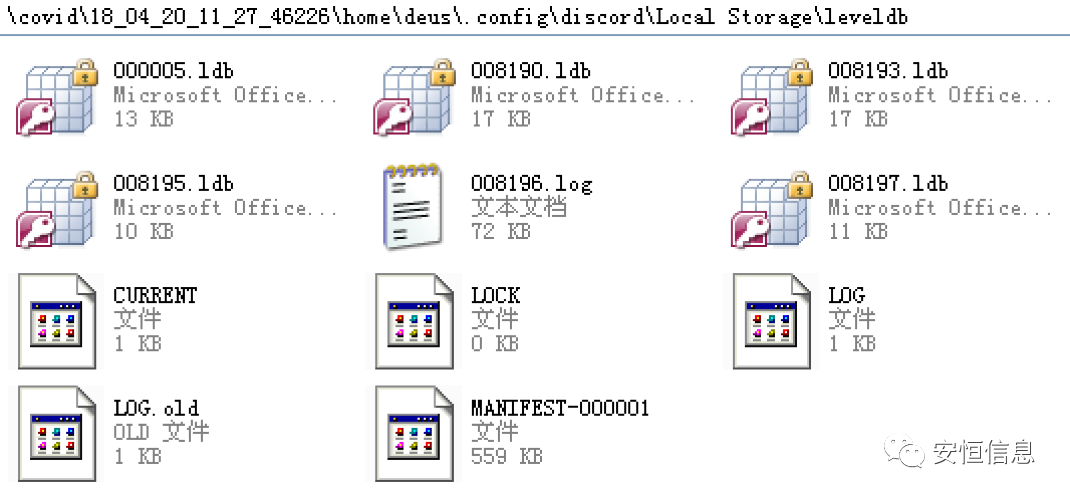 \covid\18_04_20_11_27_46226\home\deus\.config\discord\Local Storage\leveldb
000005.ldb
Microsoft Office...
13 KB
008190.ldb
Microsoft Office...
17 KB
008193.ldb
Microsoft Office...
17 KB
008195.ldb
Microsoft Office...
10 KB
008196.log
文本文档
72 KB
008197.ldb
Microsoft Office...
11 KB
CURRENT
文件
1 KB
LOCK
文件
0 KB
LOG
文件
1 KB
LOG.old
OLD 文件
1 KB
MANIFEST-000001
文件
559 KB
安恒信息